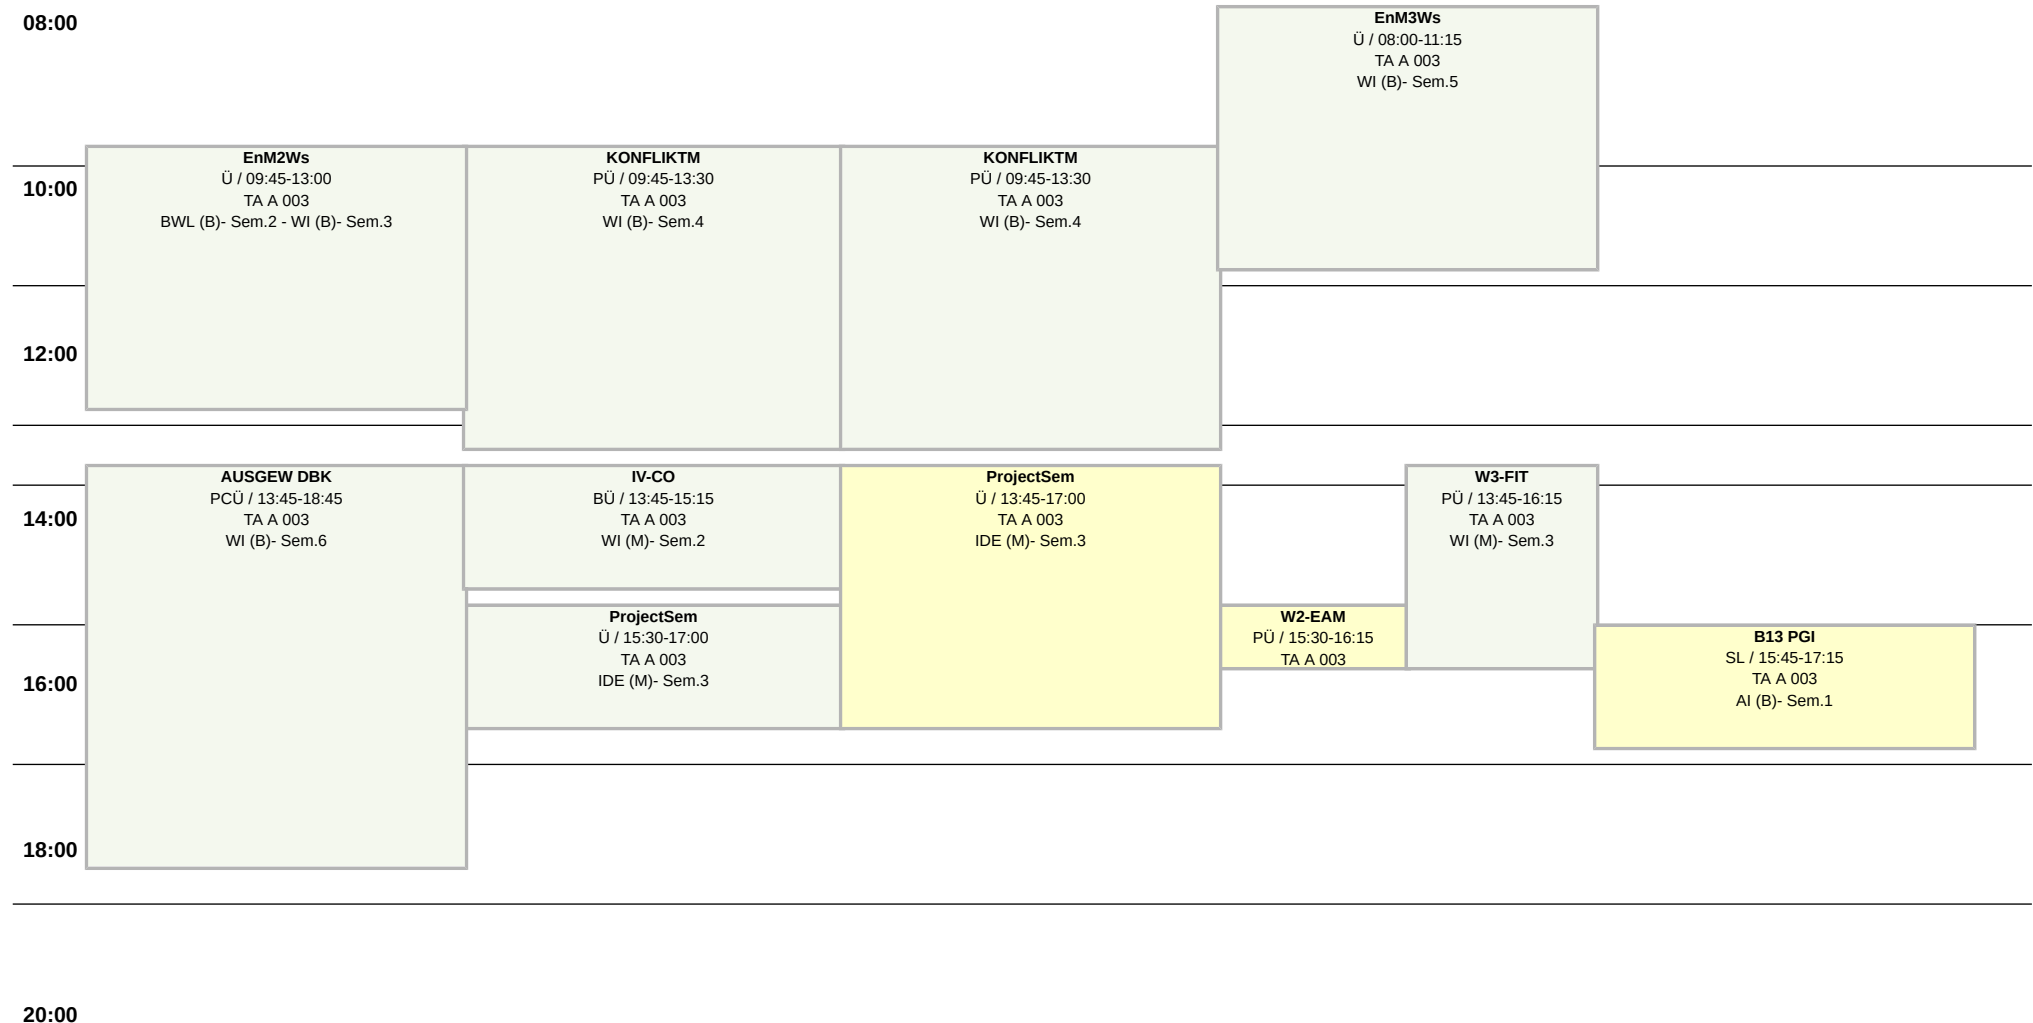 08:00
EnM3Ws
Ü / 08:00-11:15
TA A 003
WI (B)- Sem.5
EnM2Ws
Ü / 09:45-13:00
TA A 003
BWL (B)- Sem.2 - WI (B)- Sem.3
KONFLIKTM
PÜ / 09:45-13:30
TA A 003
WI (B)- Sem.4
KONFLIKTM
PÜ / 09:45-13:30
TA A 003
WI (B)- Sem.4
10:00
12:00
AUSGEW DBK
PCÜ / 13:45-18:45
TA A 003
WI (B)- Sem.6
IV-CO
BÜ / 13:45-15:15
TA A 003
WI (M)- Sem.2
ProjectSem
Ü / 13:45-17:00
TA A 003
IDE (M)- Sem.3
W3-FIT
PÜ / 13:45-16:15
TA A 003
WI (M)- Sem.3
14:00
ProjectSem
Ü / 15:30-17:00
TA A 003
IDE (M)- Sem.3
W2-EAM
PÜ / 15:30-16:15
TA A 003
B13 PGI
SL / 15:45-17:15
TA A 003
AI (B)- Sem.1
16:00
18:00
20:00